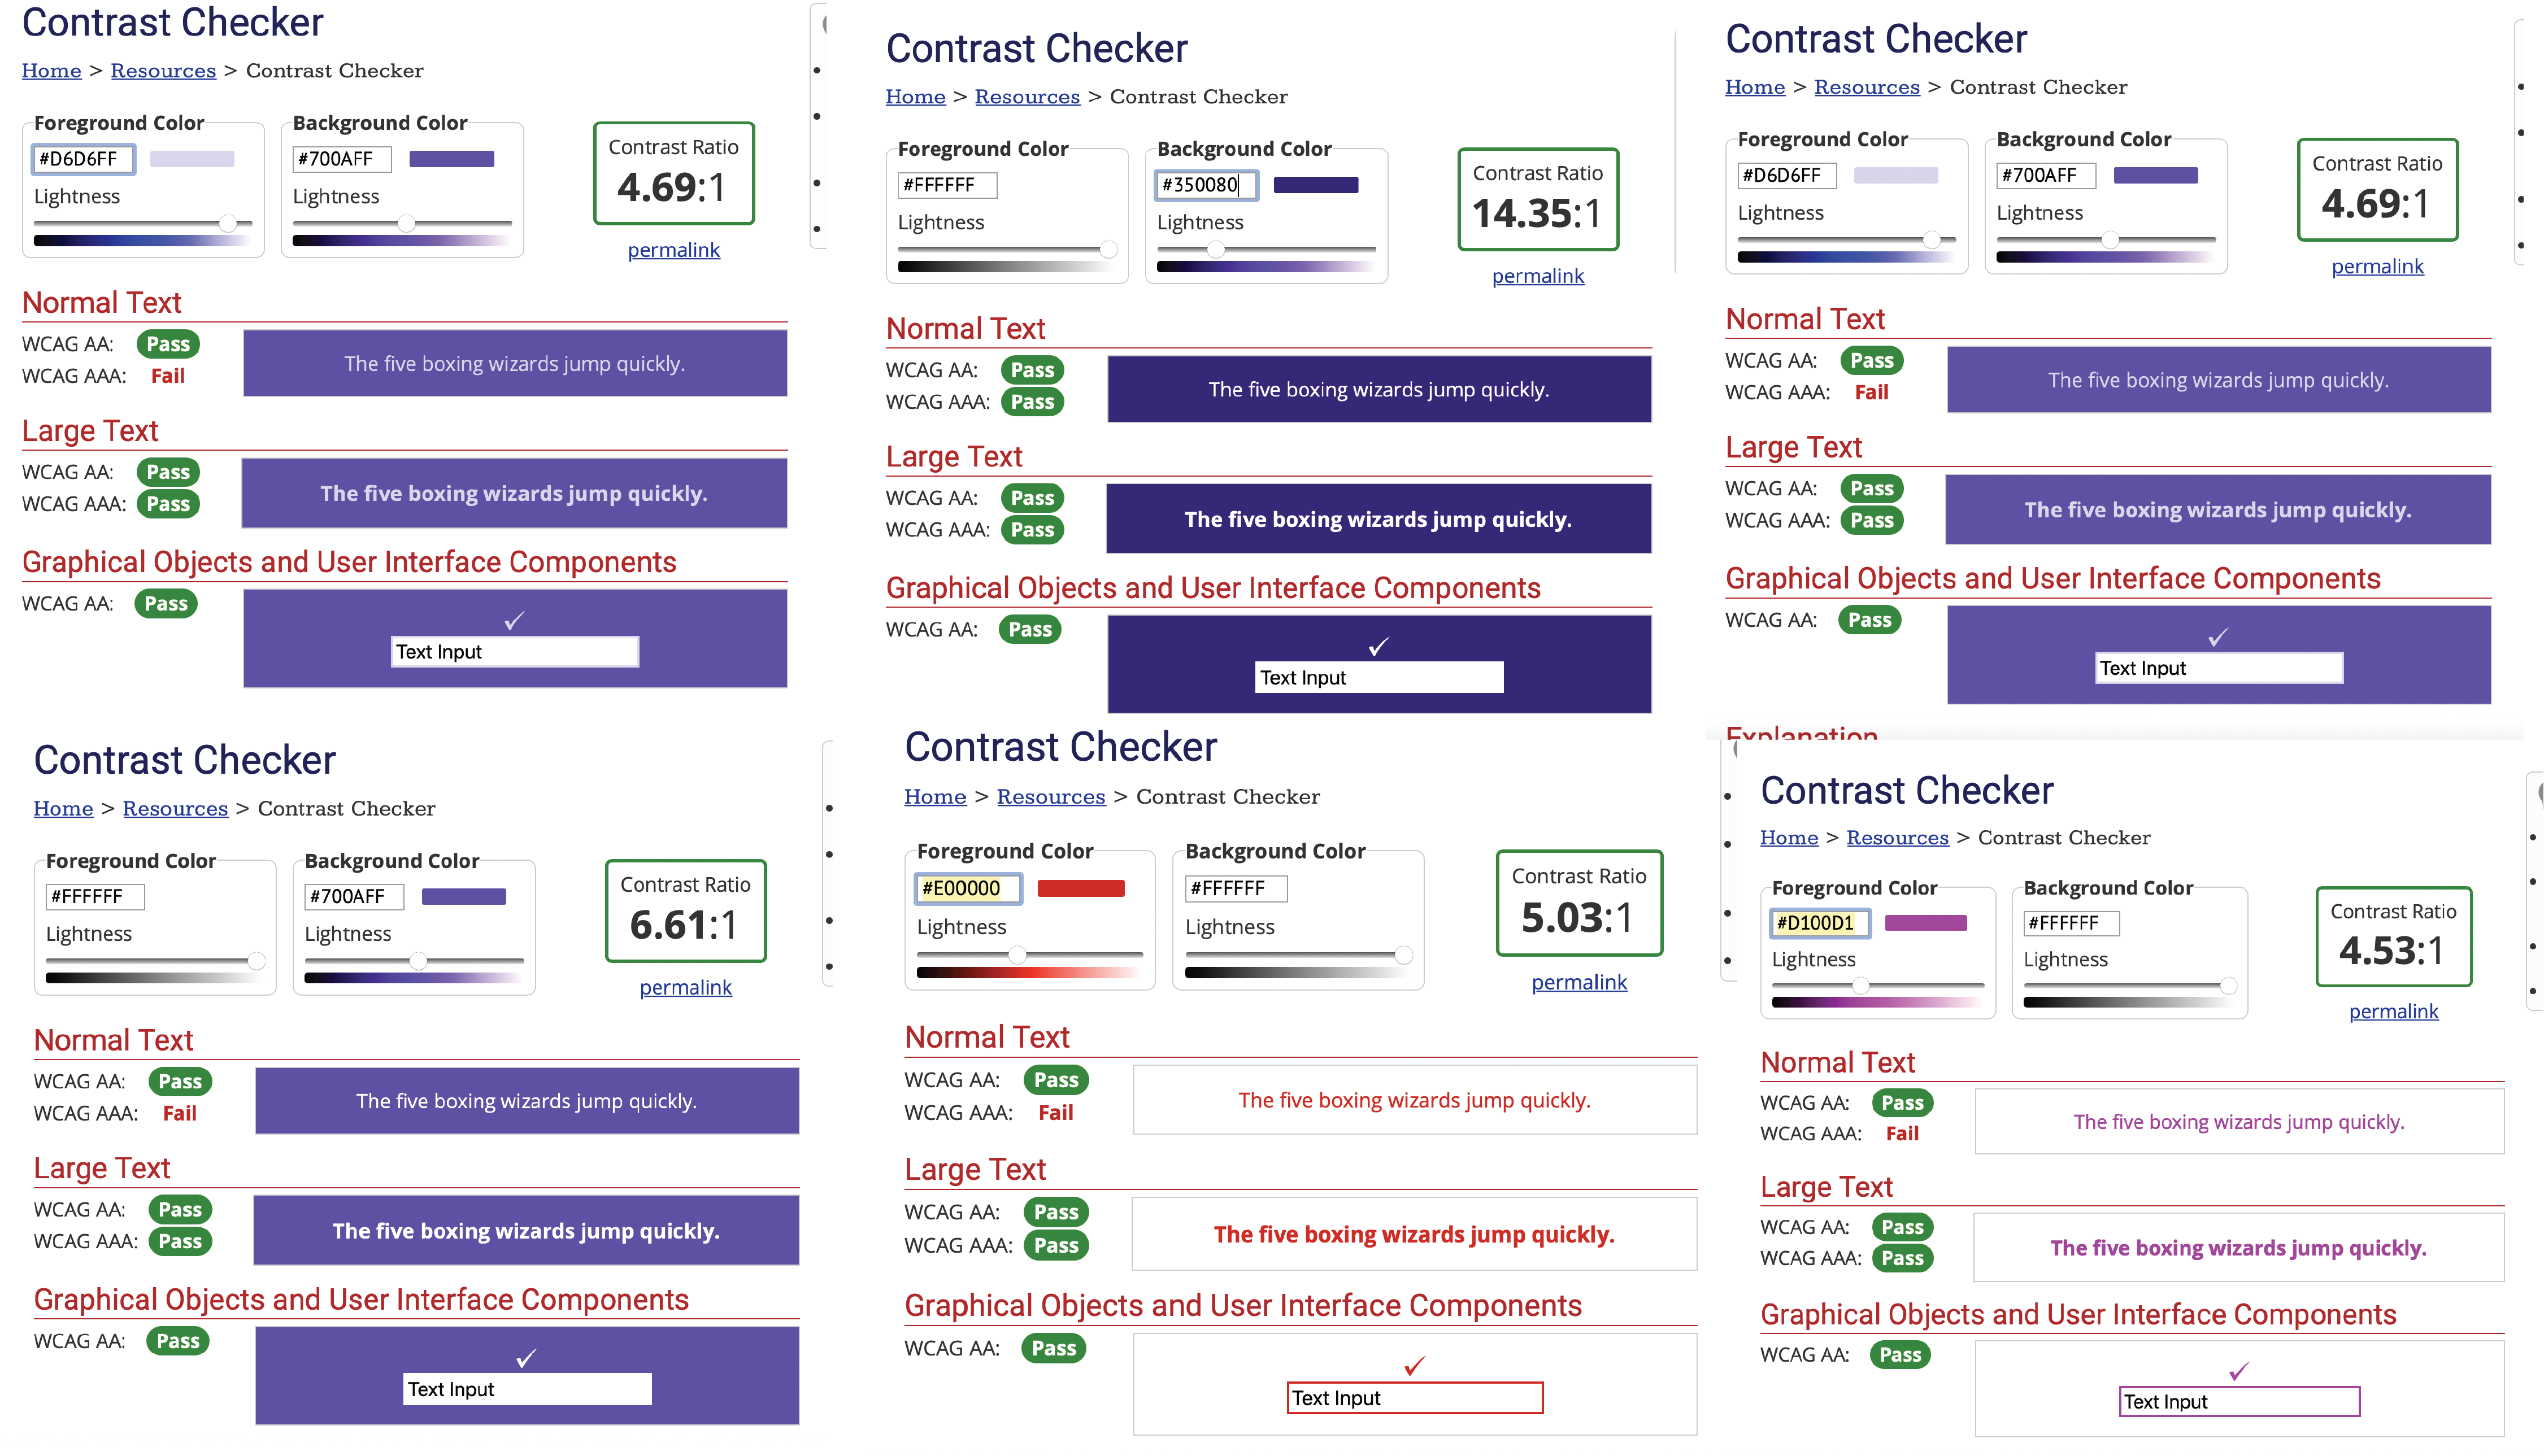 Contrast Checker
Home > Resources > Contrast Checker
Foreground Color
#D6D6FF
Lightness
Background Color
#700AFF
Lightness
Contrast Ratio
4.69:1
permalink
Normal Text
WCAG AA: Pass
WCAG AAA: Fail
The five boxing wizards jump quickly.
Large Text
WCAG AA: Pass
WCAG AAA: Pass
The five boxing wizards jump quickly.
Graphical Objects and User Interface Components
WCAG AA: Pass
✓
Text Input
Contrast Checker
Home > Resources > Contrast Checker
Foreground Color
#FFFFFF
Lightness
Background Color
#350080
Lightness
Contrast Ratio
14.35:1
permalink
Normal Text
WCAG AA: Pass
WCAG AAA: Pass
The five boxing wizards jump quickly.
Large Text
WCAG AA: Pass
WCAG AAA: Pass
The five boxing wizards jump quickly.
Graphical Objects and User Interface Components
WCAG AA: Pass
✓
Text Input
Contrast Checker
Home > Resources > Contrast Checker
Foreground Color
#D6D6FF
Lightness
Background Color
#700AFF
Lightness
Contrast Ratio
4.69:1
permalink
Normal Text
WCAG AA: Pass
WCAG AAA: Fail
The five boxing wizards jump quickly.
Large Text
WCAG AA: Pass
WCAG AAA: Pass
The five boxing wizards jump quickly.
Graphical Objects and User Interface Components
WCAG AA: Pass
✓
Text Input
Explanation
Contrast Checker
Home > Resources > Contrast Checker
Foreground Color
#FFFFFF
Lightness
Background Color
#700AFF
Lightness
Contrast Ratio
6.61:1
permalink
Normal Text
WCAG AA: Pass
WCAG AAA: Fail
The five boxing wizards jump quickly.
Large Text
WCAG AA: Pass
WCAG AAA: Pass
The five boxing wizards jump quickly.
Graphical Objects and User Interface Components
WCAG AA: Pass
✓
Text Input
Contrast Checker
Home > Resources > Contrast Checker
Foreground Color
#E00000
Lightness
Background Color
#FFFFFF
Lightness
Contrast Ratio
5.03:1
permalink
Normal Text
WCAG AA: Pass
WCAG AAA: Fail
The five boxing wizards jump quickly.
Large Text
WCAG AA: Pass
WCAG AAA: Pass
The five boxing wizards jump quickly.
Graphical Objects and User Interface Components
WCAG AA: Pass
✓
Text Input
Contrast Checker
Home > Resources > Contrast Checker
Foreground Color
#D100D1
Lightness
Background Color
#FFFFFF
Lightness
Contrast Ratio
4.53:1
permalink
Normal Text
WCAG AA: Pass
WCAG AAA: Fail
The five boxing wizards jump quickly.
Large Text
WCAG AA: Pass
WCAG AAA: Pass
The five boxing wizards jump quickly.
Graphical Objects and User Interface Components
WCAG AA: Pass
✓
Text Input